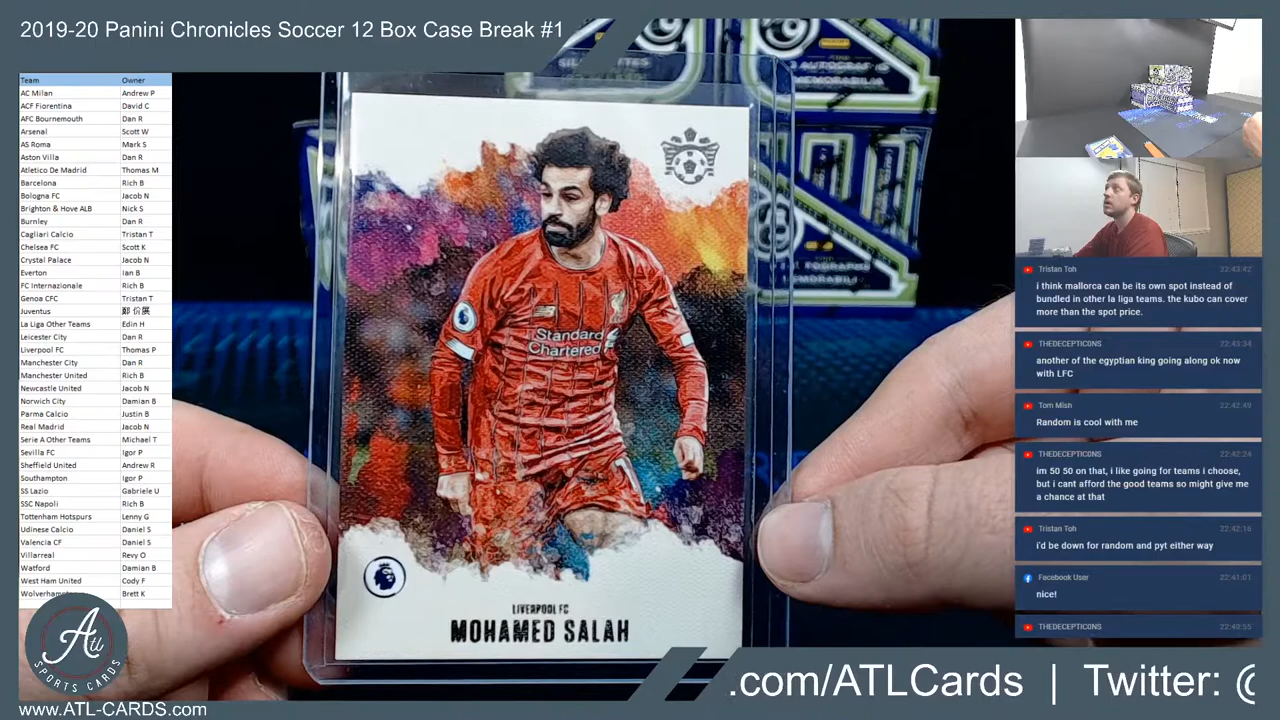 2019-20 Panini Chronicles Soccer 12 Box Case Break #1
Team Owner
AC Milan Andrew P
ACF Fiorentina David C
AFC Bournemouth Dan R
Arsenal Scott W
AS Roma Mark S
Aston Villa Dan R
Atletico De Madrid Thomas M
Barcelona Rich B
Bologna FC Jacob N
Brighton & Hove ALB Nick S
Burnley Dan R
Cagliari Calcio Tristan T
Chelsea FC Scott K
Crystal Palace Jacob N
Everton Ian B
FC Internazionale Rich B
Genoa CFC Tristan T
Juventus 鄭 份展
La Liga Other Teams Edin H
Leicester City Dan R
Liverpool FC Thomas P
Manchester City Dan R
Manchester United Rich B
Newcastle United Jacob N
Norwich City Damian B
Parma Calcio Justin B
Real Madrid Jacob N
Serie A Other Teams Michael T
Sevilla FC Igor P
Sheffield United Andrew R
Southampton Igor P
SS Lazio Gabriele U
SSC Napoli Rich B
Tottenham Hotspurs Lenny G
Udinese Calcio Daniel S
Valencia CF Daniel S
Villarreal Revy O
Watford Damian B
West Ham United Cody F
Brett K
Atl
SPORTS CARDS
www.ATL-CARDS.com
Standard
Chartered
LIVERPOOL FC
MOHAMED SALAH
Tristan Toh 22:43:42
i think mallorca can be its own spot instead of
bundled in other la liga teams. the kubo can cover
more than the spot price.
THEDECEPTICONS 22:43:34
another of the egyptian king going along ok now
with LFC
Tom Mish 22:42:49
Random is cool with me
THEDECEPTICONS 22:42:24
im 50 50 on that, i like going for teams i choose,
but i cant afford the good teams so might give me
a chance at that
Tristan Toh 22:42:16
i'd be down for random and pyt either way
Facebook User 22:41:01
nice!
THEDECEPTICONS 22:40:55
.com/ATLCards | Twitter: @